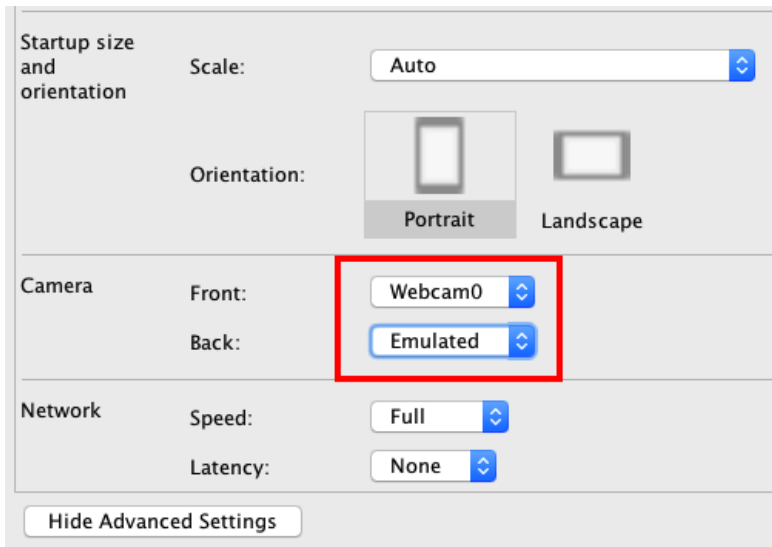 Startup size
and
orientation
Scale:
Auto
Orientation:
Portrait
Landscape
Camera
Front:
Webcam0
Back:
Emulated
Network
Speed:
Full
Latency:
None
Hide Advanced Settings